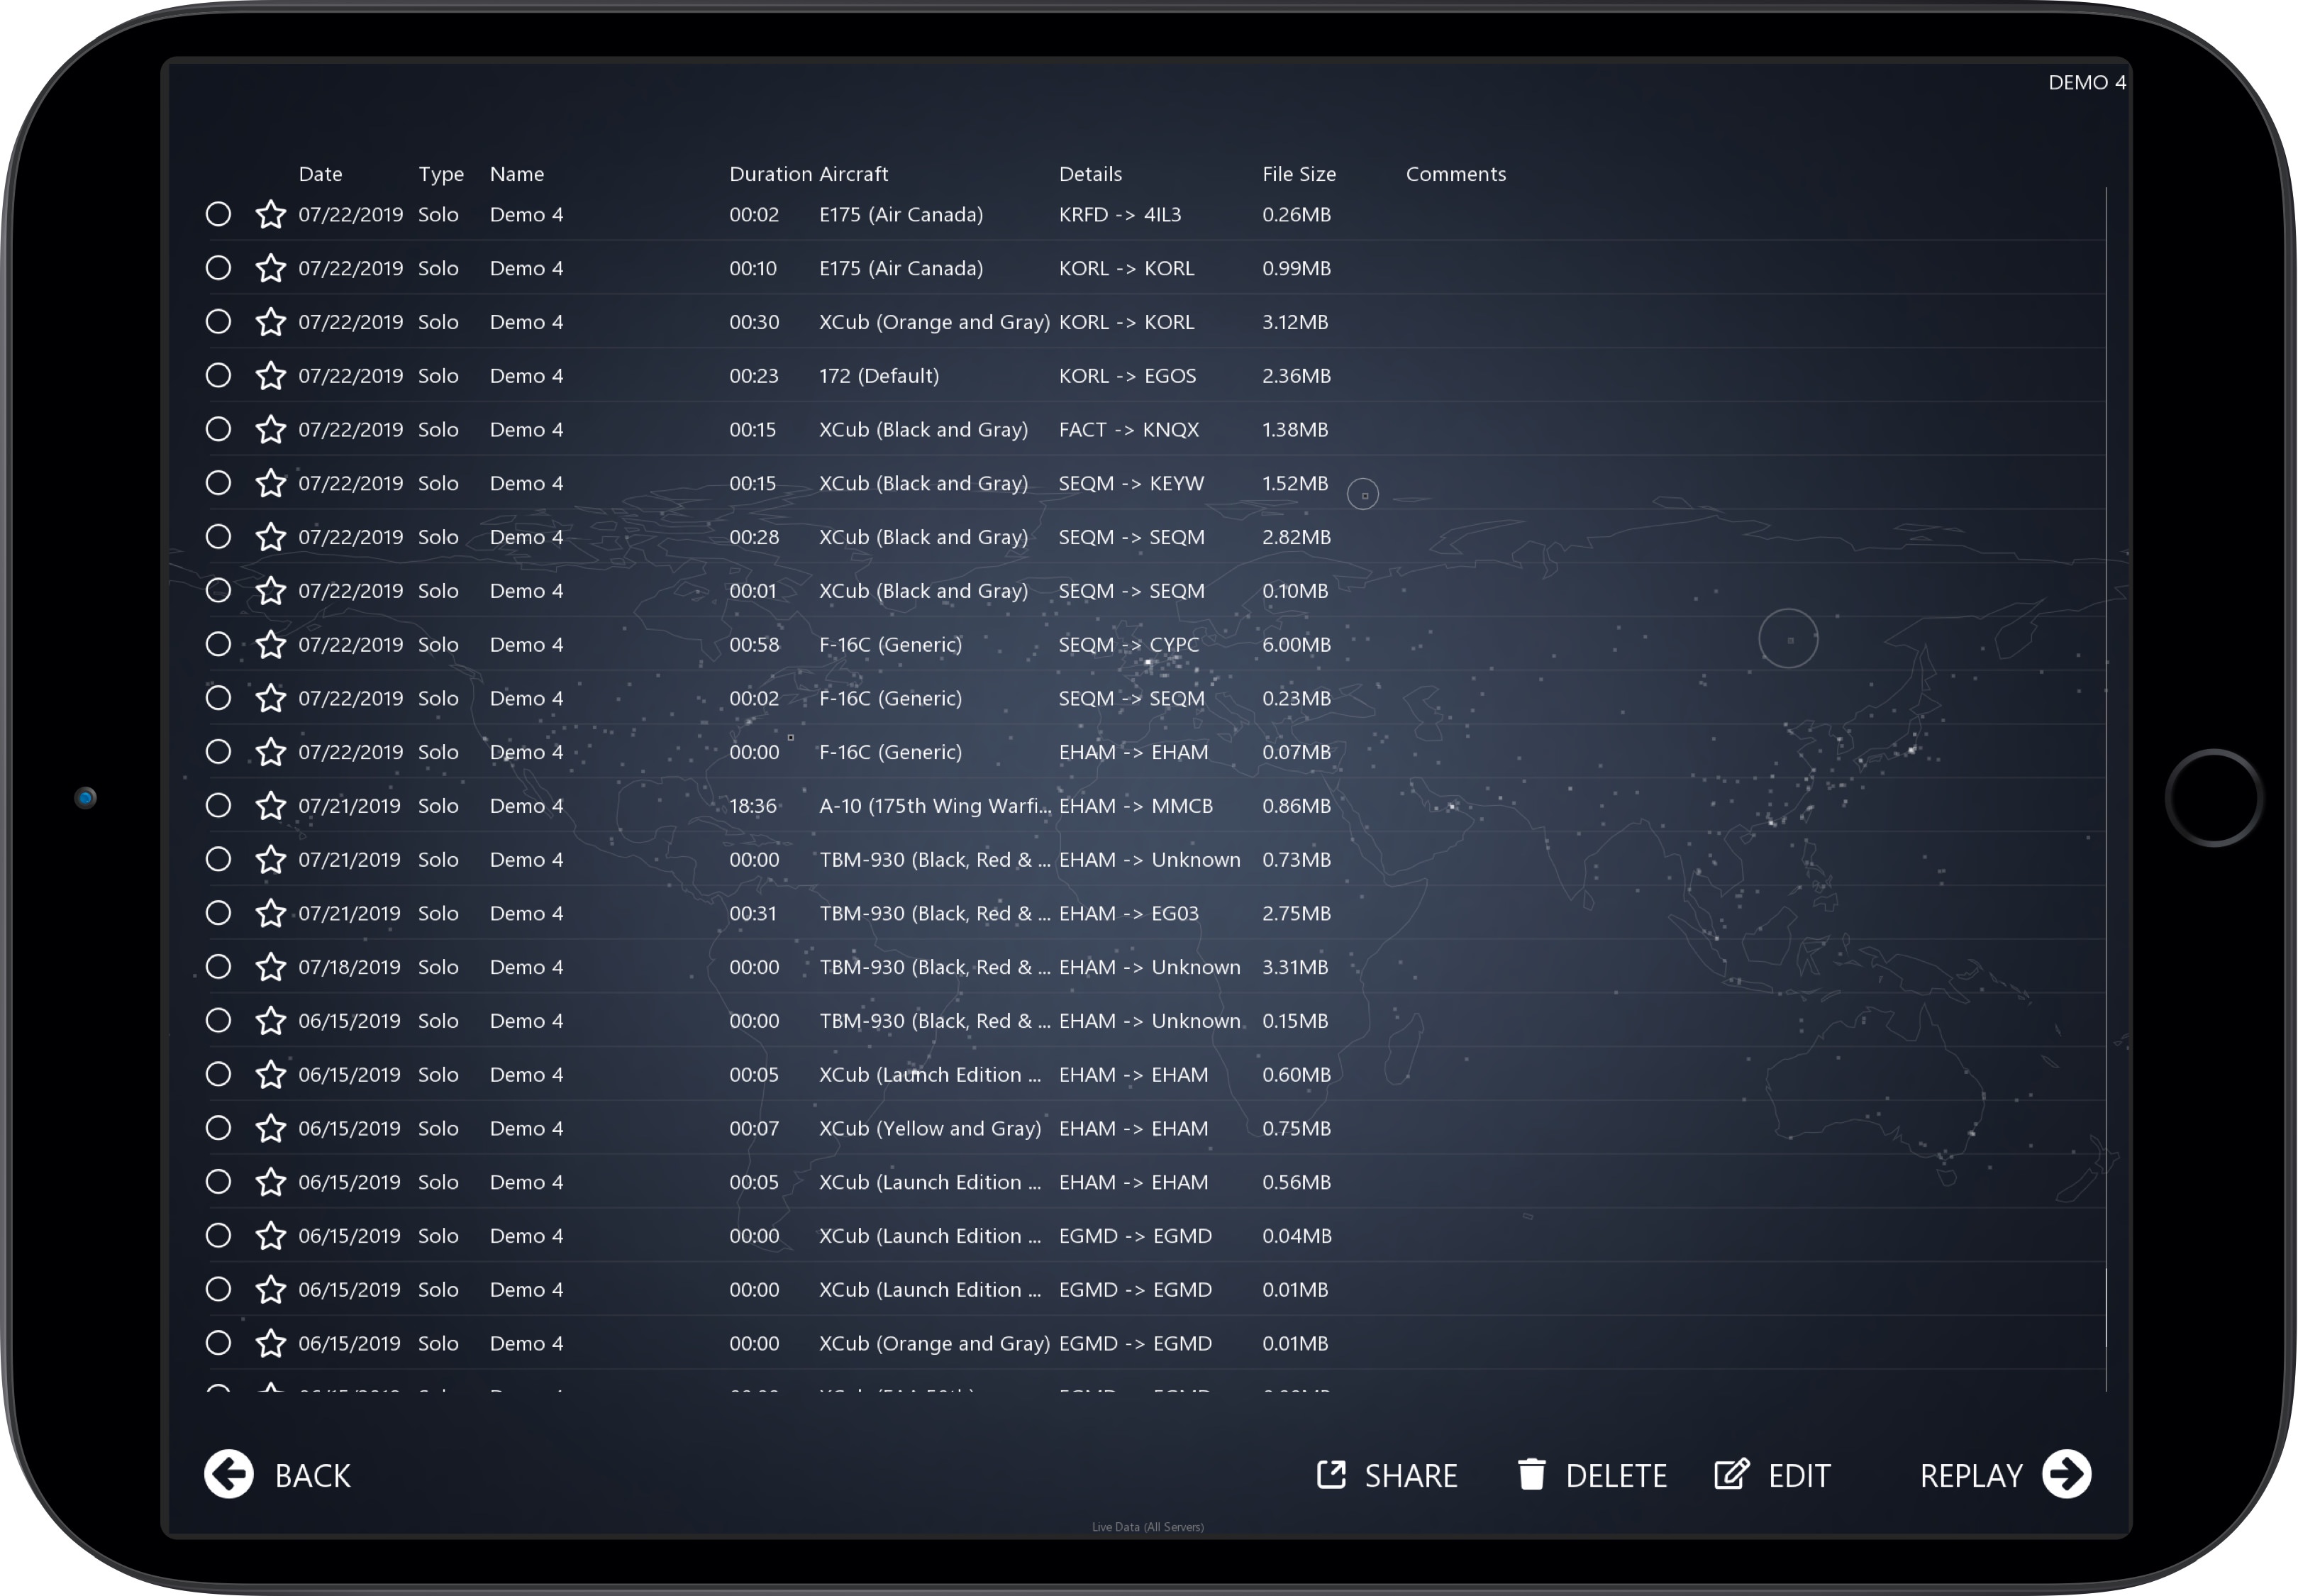 DEMO 4
Date Type Name Duration Aircraft Details File Size Comments
07/22/2019 Solo Demo 4 00:02 E175 (Air Canada) KRFD -> 4IL3 0.26MB
07/22/2019 Solo Demo 4 00:10 E175 (Air Canada) KORL -> KORL 0.99MB
07/22/2019 Solo Demo 4 00:30 XCub (Orange and Gray) KORL -> KORL 3.12MB
07/22/2019 Solo Demo 4 00:23 172 (Default) KORL -> EGOS 2.36MB
07/22/2019 Solo Demo 4 00:15 XCub (Black and Gray) FACT -> KNQX 1.38MB
07/22/2019 Solo Demo 4 00:15 XCub (Black and Gray) SEQM -> KEYW 1.52MB
07/22/2019 Solo Demo 4 00:28 XCub (Black and Gray) SEQM -> SEQM 2.82MB
07/22/2019 Solo Demo 4 00:01 XCub (Black and Gray) SEQM -> SEQM 0.10MB
07/22/2019 Solo Demo 4 00:58 F-16C (Generic) SEQM -> CYPC 6.00MB
07/22/2019 Solo Demo 4 00:02 F-16C (Generic) SEQM -> SEQM 0.23MB
07/22/2019 Solo Demo 4 00:00 F-16C (Generic) EHAM -> EHAM 0.07MB
07/21/2019 Solo Demo 4 18:36 A-10 (175th Wing Warfi... EHAM -> MMCB 0.86MB
07/21/2019 Solo Demo 4 00:00 TBM-930 (Black, Red & ... EHAM -> Unknown 0.73MB
07/21/2019 Solo Demo 4 00:31 TBM-930 (Black, Red & ... EHAM -> EG03 2.75MB
07/18/2019 Solo Demo 4 00:00 TBM-930 (Black, Red & ... EHAM -> Unknown 3.31MB
06/15/2019 Solo Demo 4 00:00 TBM-930 (Black, Red & ... EHAM -> Unknown 0.15MB
06/15/2019 Solo Demo 4 00:05 XCub (Launch Edition ... EHAM -> EHAM 0.60MB
06/15/2019 Solo Demo 4 00:07 XCub (Yellow and Gray) EHAM -> EHAM 0.75MB
06/15/2019 Solo Demo 4 00:05 XCub (Launch Edition ... EHAM -> EHAM 0.56MB
06/15/2019 Solo Demo 4 00:00 XCub (Launch Edition ... EGMD -> EGMD 0.04MB
06/15/2019 Solo Demo 4 00:00 XCub (Launch Edition ... EGMD -> EGMD 0.01MB
06/15/2019 Solo Demo 4 00:00 XCub (Orange and Gray) EGMD -> EGMD 0.01MB
BACK SHARE DELETE EDIT REPLAY
Live Data (All Servers)